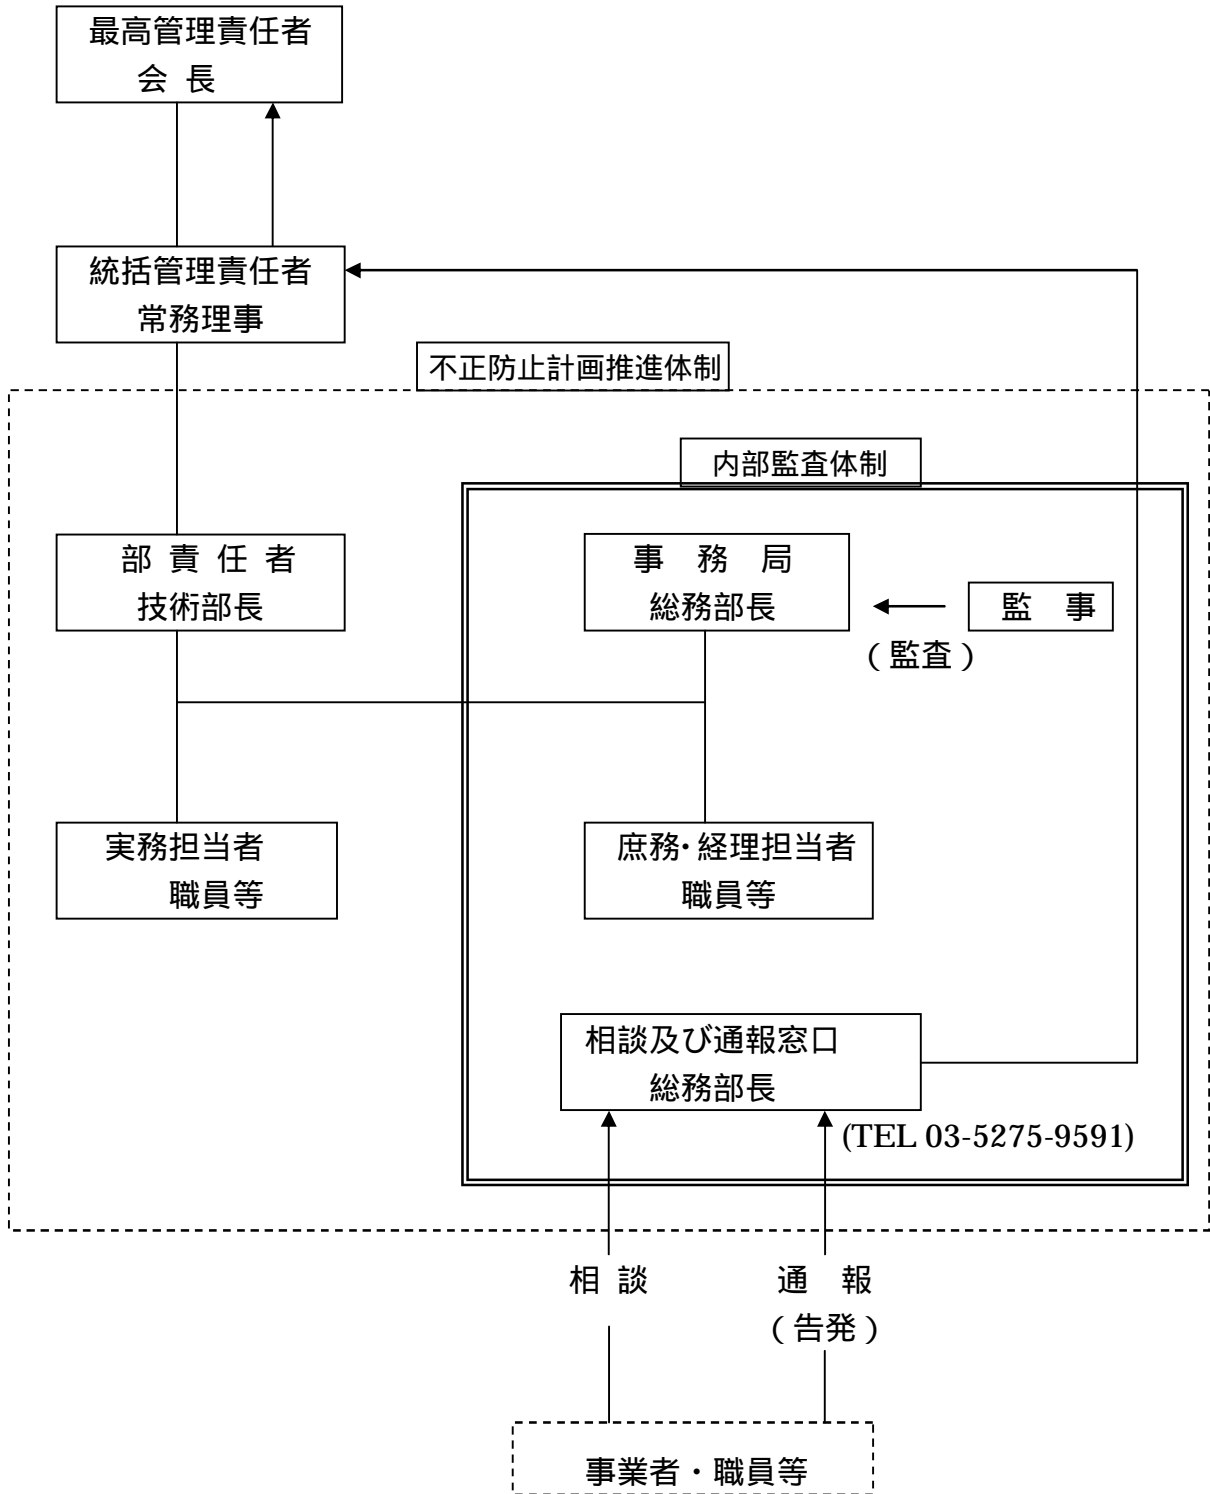 最高管理責任者
会 長
統括管理責任者
常務理事
不正防止計画推進体制
内部監査体制
部 責 任 者
技術部長
事 務 局
総務部長
監 事
(監査)
実務担当者
職員等
庶務・経理担当者
職員等
相談及び通報窓口
総務部長
(TEL 03-5275-9591)
相 談
通 報
(告発)
事業者・職員等